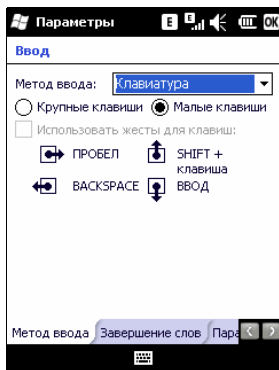 Параметры E E OK
Ввод
Метод ввода: Клавиатура
Крупные клавиши Малые клавиши
Использовать жесты для клавиш:
ПРОБЕЛ SHIFT +
клавиша
BACKSPACE ВВОД
Метод ввода Завершение слов Пара